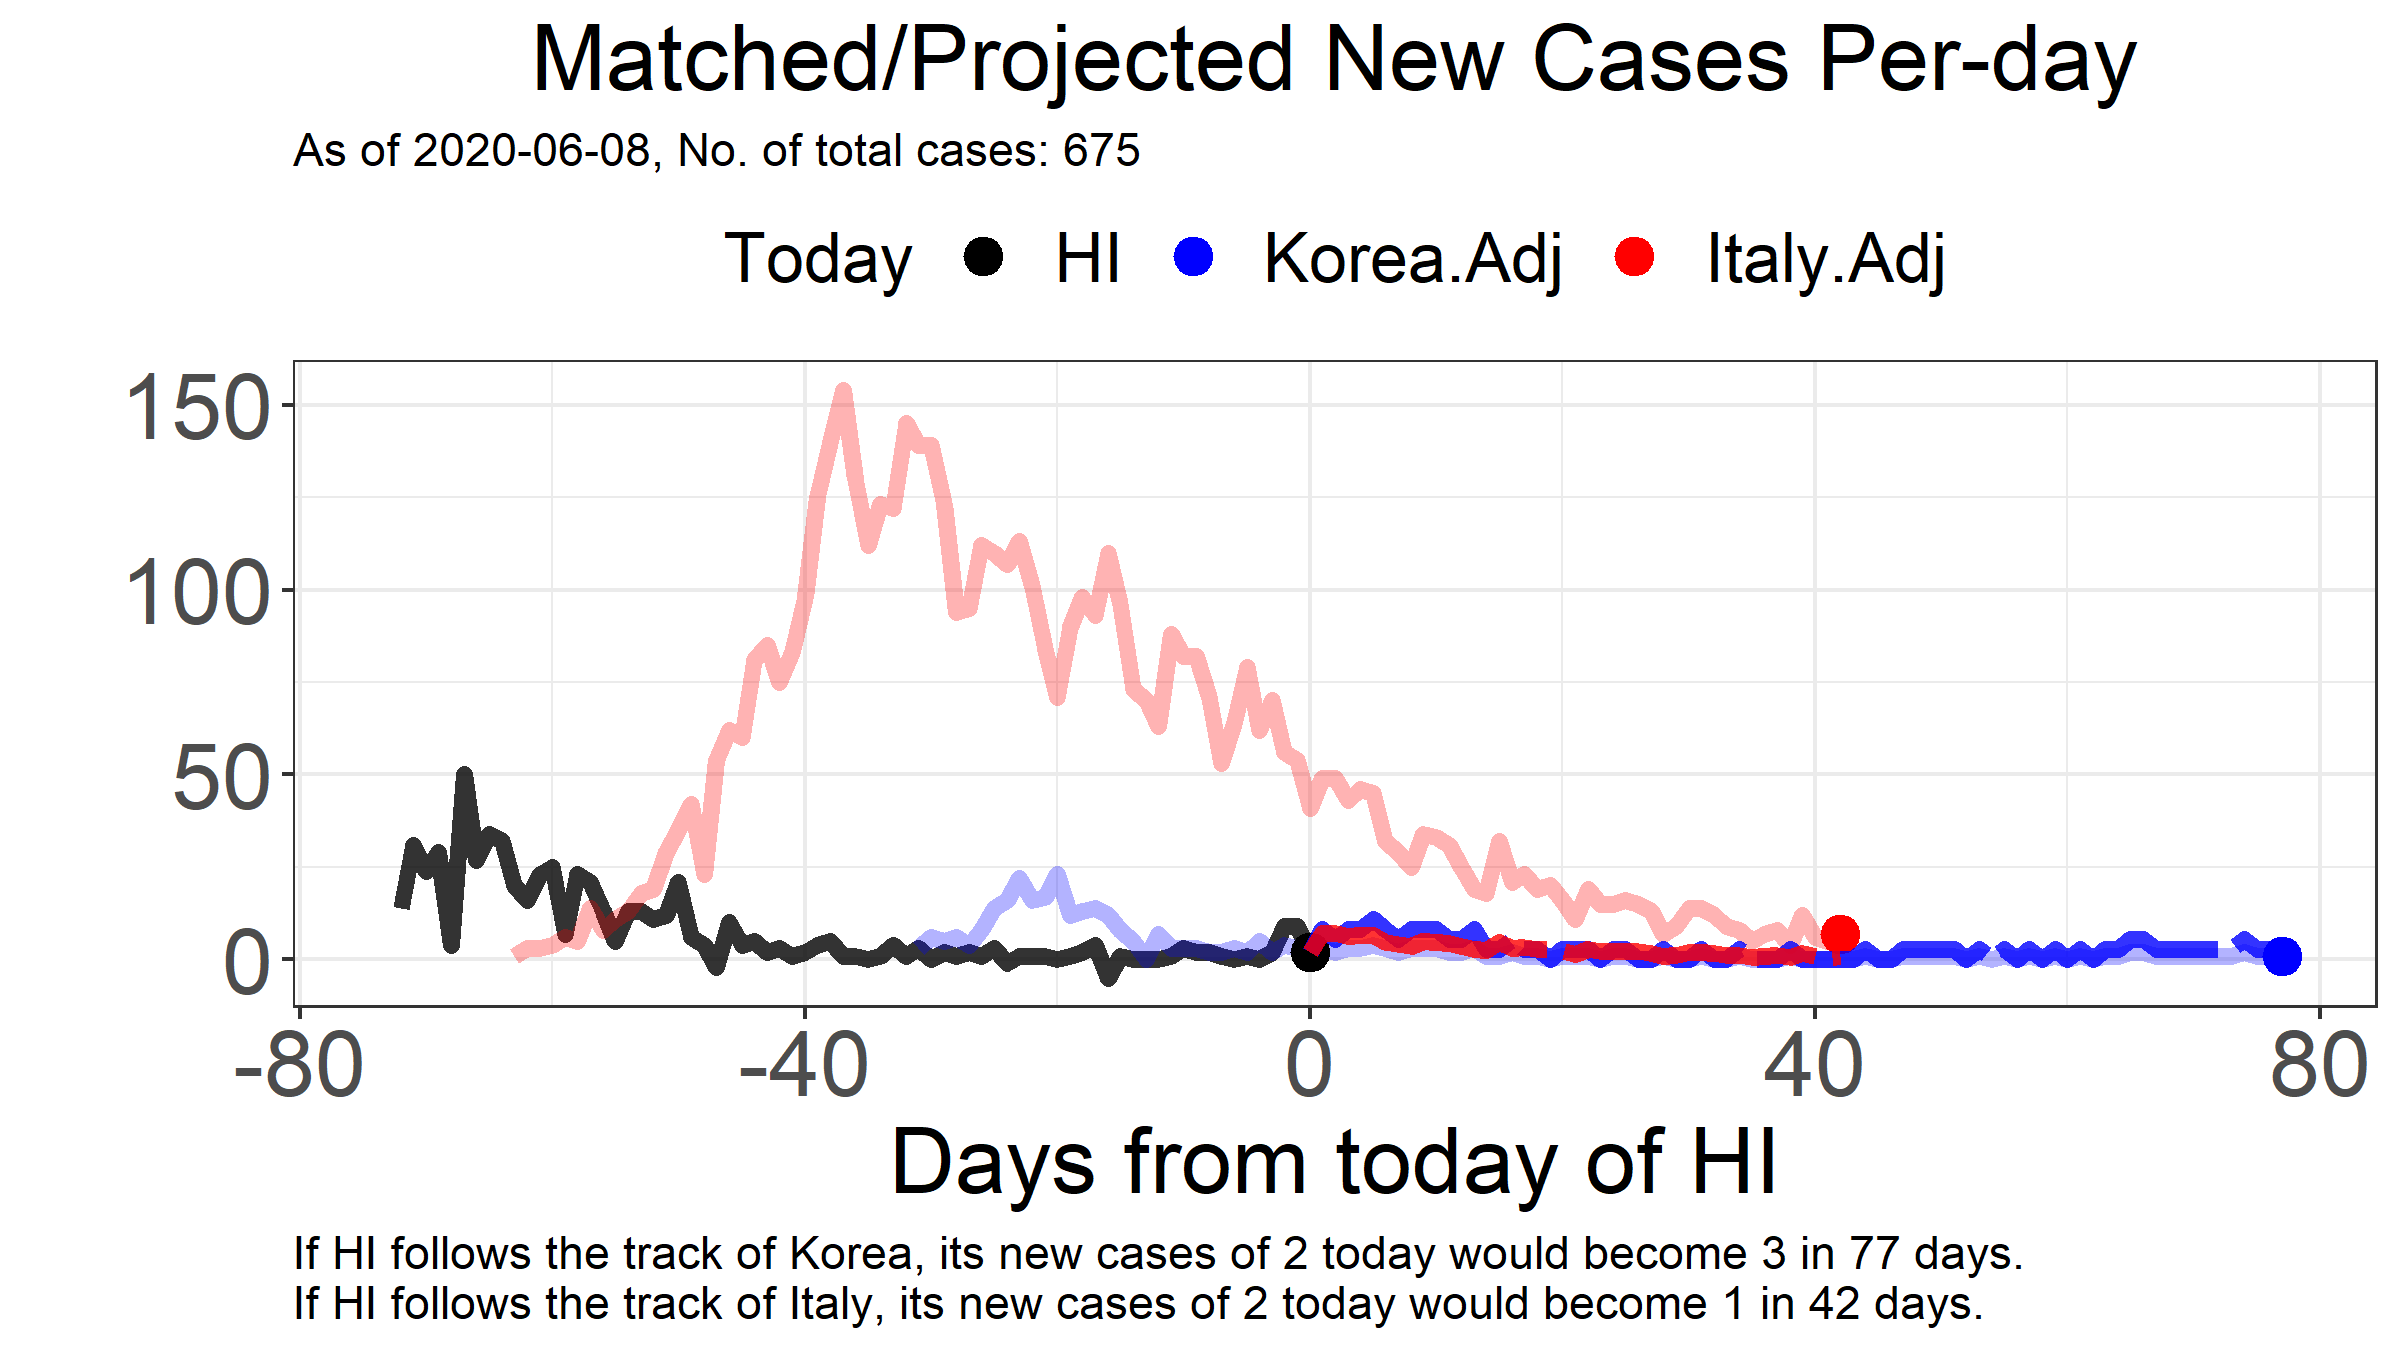 Matched/Projected New Cases Per-day
As of 2020-06-08, No. of total cases: 675
Today HI Korea.Adj Italy.Adj
150
100
50
0
-80 -40 0 40 80
Days from today of HI
If HI follows the track of Korea, its new cases of 2 today would become 3 in 77 days.
If HI follows the track of Italy, its new cases of 2 today would become 1 in 42 days.